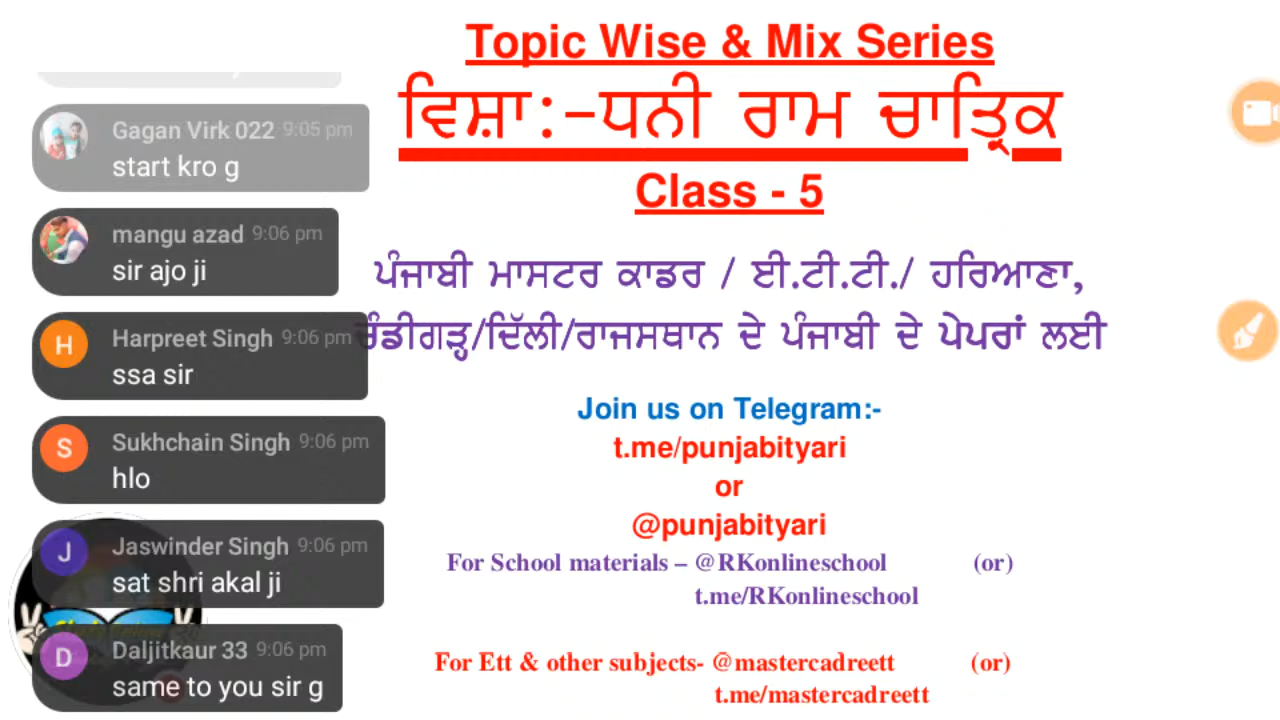 Topic Wise & Mix Series
ਵਿਸ਼ਾ:-ਧਨੀ ਰਾਮ ਚਾਤ੍ਰਿਕ
Class - 5
ਪੰਜਾਬੀ ਮਾਸਟਰ ਕਾਡਰ / ਈ.ਟੀ.ਟੀ./ ਹਰਿਆਣਾ,
ਚੰਡੀਗੜ੍ਹ/ਦਿੱਲੀ/ਰਾਜਸਥਾਨ ਦੇ ਪੰਜਾਬੀ ਦੇ ਪੇਪਰਾਂ ਲਈ
Join us on Telegram:-
t.me/punjabityari
or
@punjabityari
For School materials – @RKonlineschool (or)
t.me/RKonlineschool
For Ett & other subjects- @mastercadreett (or)
t.me/mastercadreett
Gagan Virk 022 9:05 pm
start kro g
mangu azad 9:06 pm
sir ajo ji
H
Harpreet Singh 9:06 pm
ssa sir
S
Sukhchain Singh 9:06 pm
hlo
J
Jaswinder Singh 9:06 pm
sat shri akal ji
D
Daljitkaur 33 9:06 pm
same to you sir g